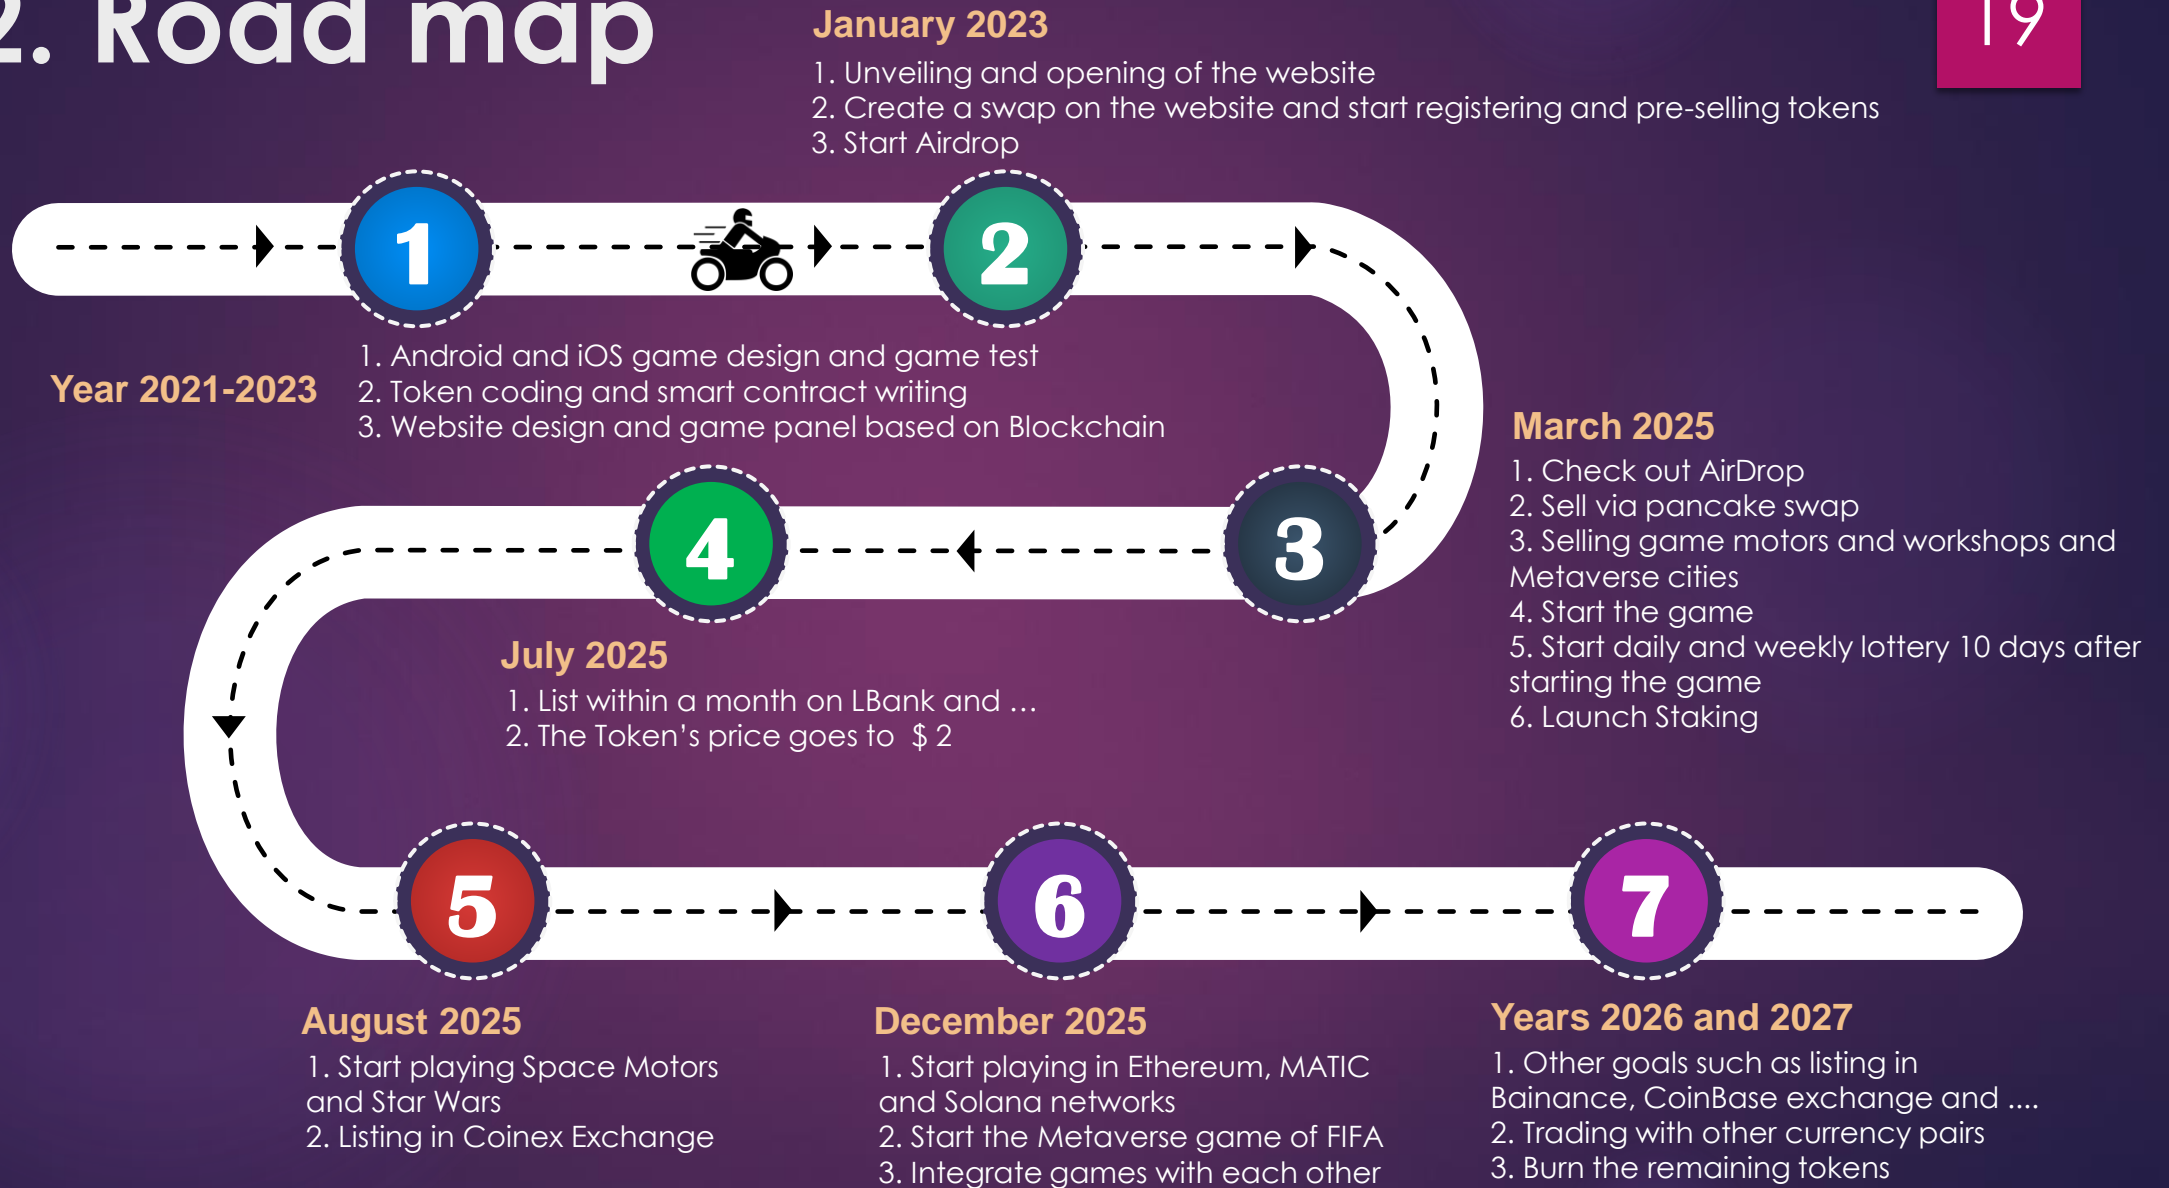 2. Road map
19
January 2023
1. Unveiling and opening of the website
2. Create a swap on the website and start registering and pre-selling tokens
3. Start Airdrop
1
2
Year 2021-2023
1. Android and iOS game design and game test
2. Token coding and smart contract writing
3. Website design and game panel based on Blockchain
March 2025
1. Check out AirDrop
2. Sell via pancake swap
3. Selling game motors and workshops and
Metaverse cities
4. Start the game
5. Start daily and weekly lottery 10 days after
starting the game
6. Launch Staking
3
4
July 2025
1. List within a month on LBank and ...
2. The Token's price goes to $ 2
5
6
7
August 2025
1. Start playing Space Motors
and Star Wars
2. Listing in Coinex Exchange
December 2025
1. Start playing in Ethereum, MATIC
and Solana networks
2. Start the Metaverse game of FIFA
3. Integrate games with each other
Years 2026 and 2027
1. Other goals such as listing in
Bainance, CoinBase exchange and ....
2. Trading with other currency pairs
3. Burn the remaining tokens